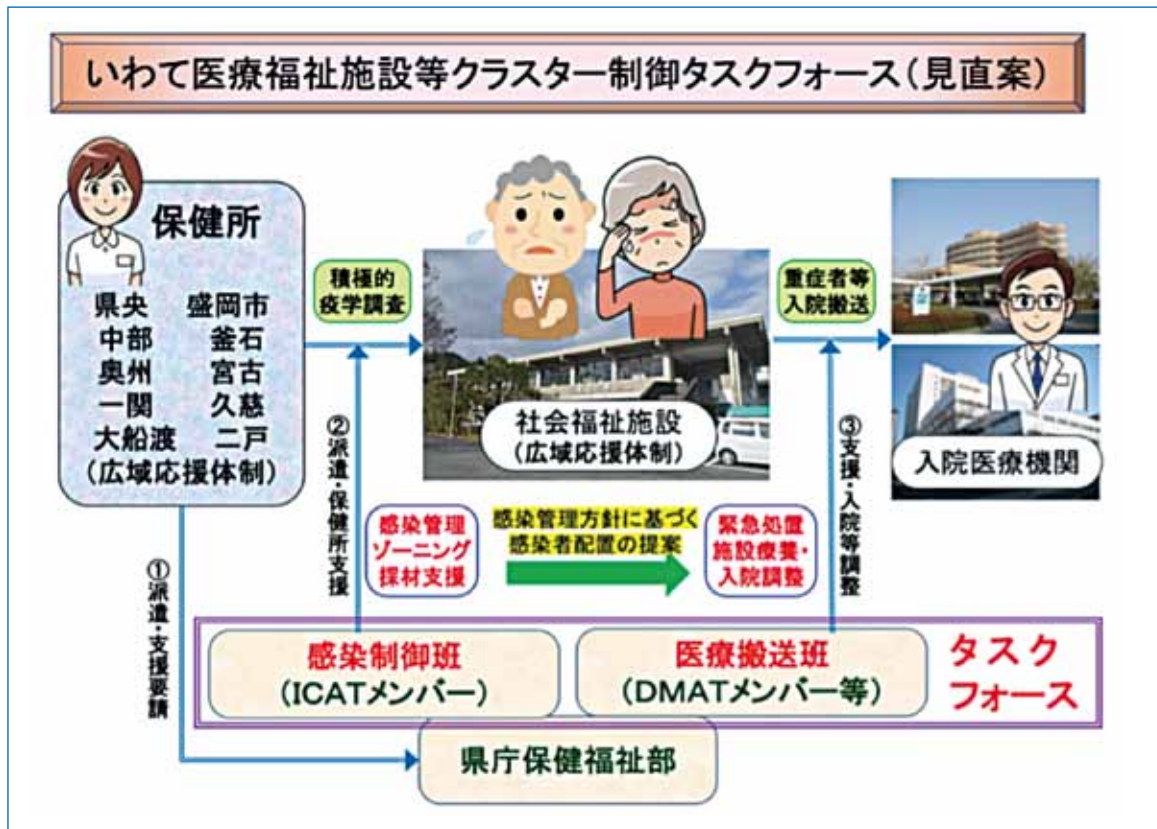 いわて医療福祉施設等クラスター制御タスクフォース(見直案)
保健所
県央 盛岡市
中部 釜石
奥州 宮古
一関 久慈
大船渡 二戸
(広域応援体制)
積極的
疫学調査
社会福祉施設
(広域応援体制)
重症者等
入院搬送
入院医療機関
①派遣・支援要請
②派遣・保健所支援
③支援・入院等調整
感染管理
ゾーニング
採材支援
感染管理方針に基づく
感染者配置の提案
緊急処置
施設療養・
入院調整
感染制御班
(ICATメンバー)
医療搬送班
(DMATメンバー等)
タスク
フォース
県庁保健福祉部